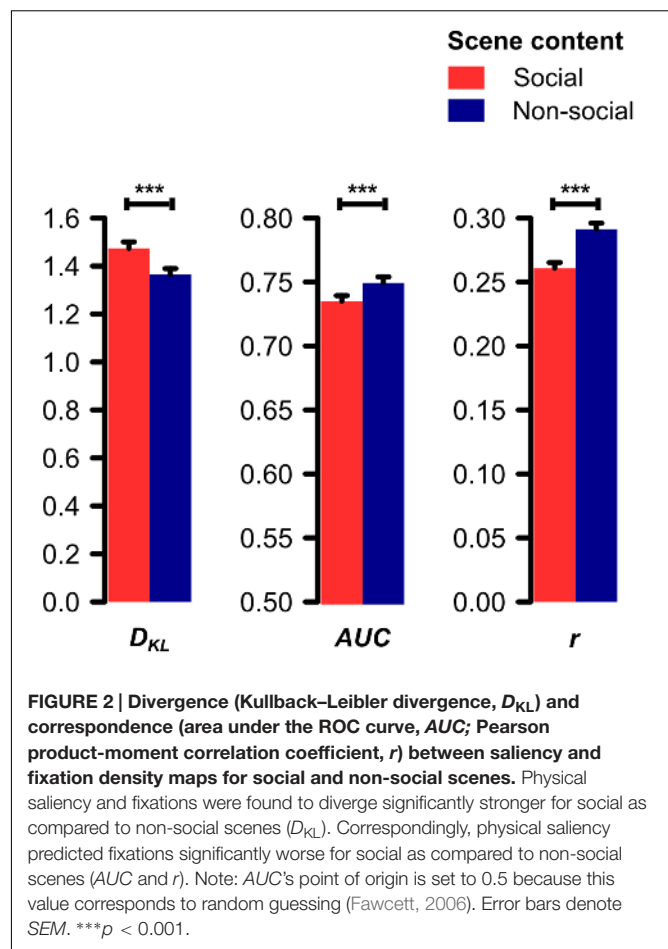 Scene content
Social
Non-social
*** *** ***
1.6 0.80 0.30
1.4 0.75 0.25
1.2 0.70 0.20
1.0 0.65 0.15
0.8 0.60 0.10
0.6 0.55 0.05
0.4 0.50 0.00
0.2
0.0
DKL AUC r
FIGURE 2 | Divergence (Kullback–Leibler divergence, DKL) and
correspondence (area under the ROC curve, AUC; Pearson
product-moment correlation coefficient, r) between saliency and
fixation density maps for social and non-social scenes. Physical
saliency and fixations were found to diverge significantly stronger for social as
compared to non-social scenes (DKL). Correspondingly, physical saliency
predicted fixations significantly worse for social as compared to non-social
scenes (AUC and r). Note: AUC's point of origin is set to 0.5 because this
value corresponds to random guessing (Fawcett, 2006). Error bars denote
SEM. ***p < 0.001.